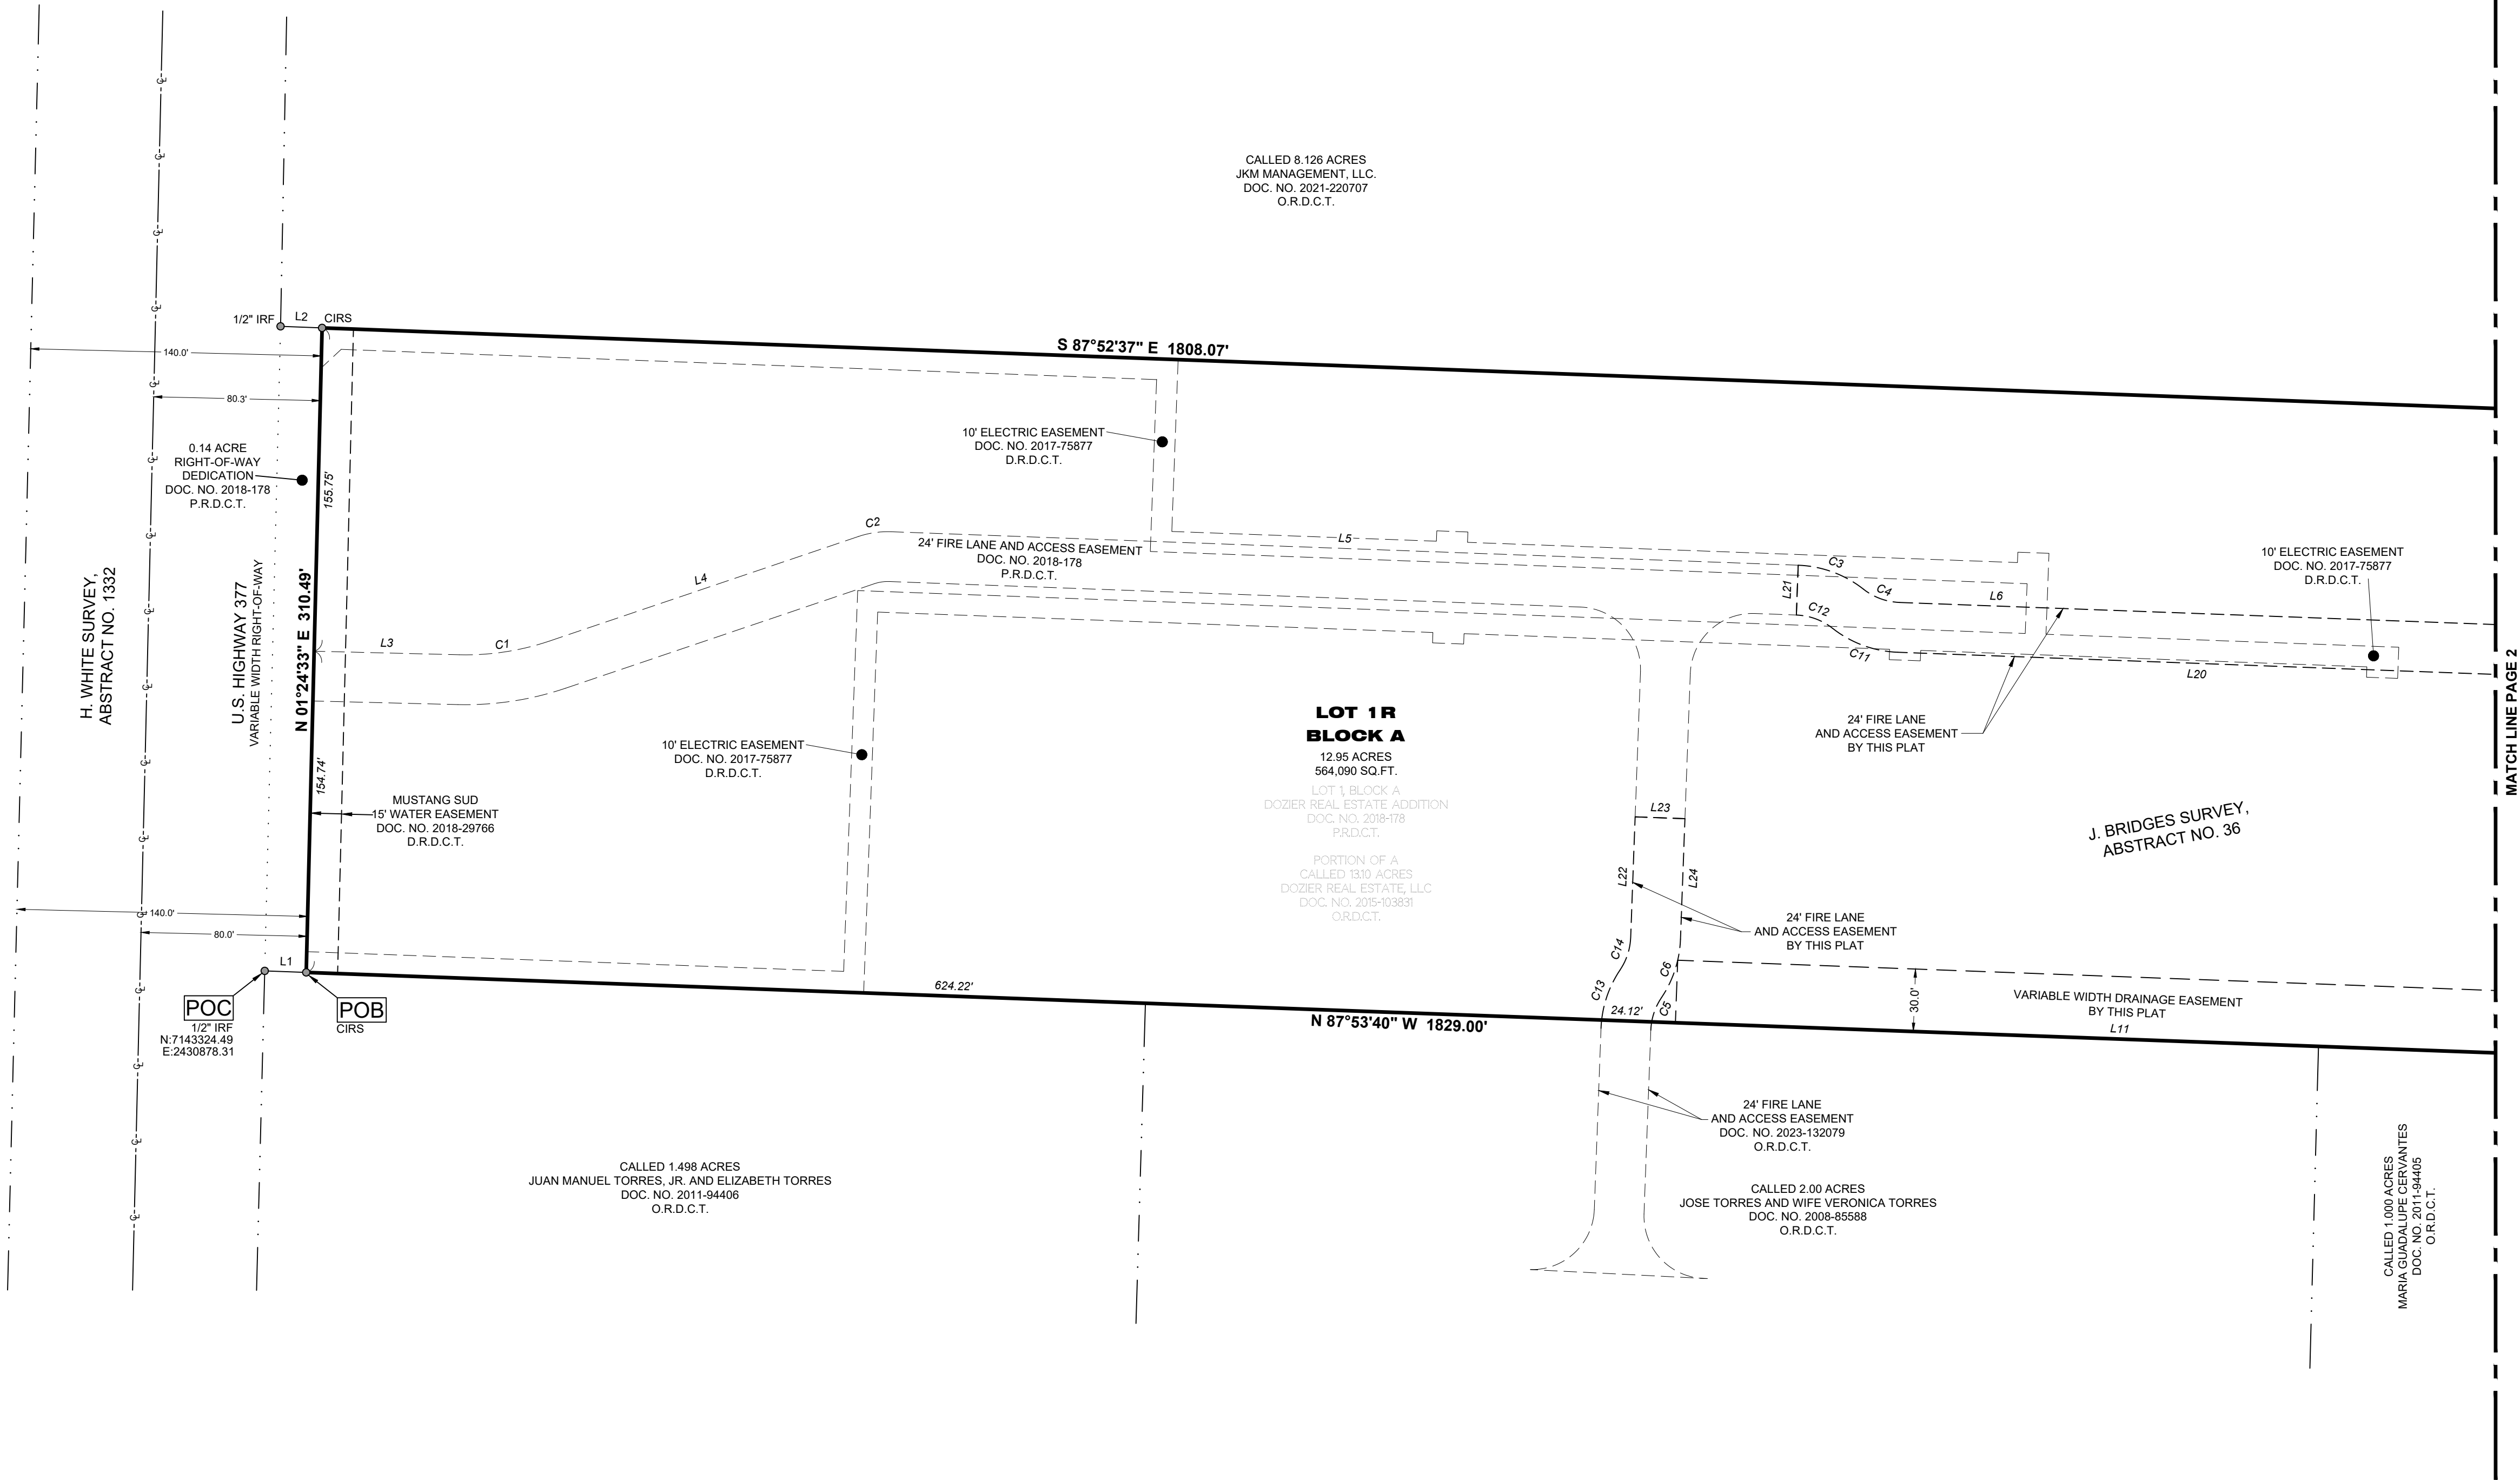 CALLED 8.126 ACRES
JKM MANAGEMENT, LLC.
DOC. NO. 2021-220707
O.R.D.C.T.
1/2" IRF
L2
CIRS
140.0'
80.3'
S 87°52'37" E 1808.07'
0.14 ACRE
RIGHT-OF-WAY
DEDICATION
DOC. NO. 2018-178
P.R.D.C.T.
155.75'
10' ELECTRIC EASEMENT
DOC. NO. 2017-75877
D.R.D.C.T.
C2
24' FIRE LANE AND ACCESS EASEMENT
DOC. NO. 2018-178
P.R.D.C.T.
L5
C3
C4
L21
C12
L6
C11
L20
10' ELECTRIC EASEMENT
DOC. NO. 2017-75877
D.R.D.C.T.
H. WHITE SURVEY,
ABSTRACT NO. 1332
U.S. HIGHWAY 377
VARIABLE WIDTH RIGHT-OF-WAY
N 01°24'33" E 310.49'
L3
C1
L4
154.74'
10' ELECTRIC EASEMENT
DOC. NO. 2017-75877
D.R.D.C.T.
MUSTANG SUD
15' WATER EASEMENT
DOC. NO. 2018-29766
D.R.D.C.T.
LOT 1R
BLOCK A
12.95 ACRES
564,090 SQ.FT.
LOT 1, BLOCK A
DOZIER REAL ESTATE ADDITION
DOC. NO. 2018-178
P.R.D.C.T.
PORTION OF A
CALLED 13.10 ACRES
DOZIER REAL ESTATE, LLC
DOC. NO. 2015-103831
O.R.D.C.T.
24' FIRE LANE
AND ACCESS EASEMENT
BY THIS PLAT
MATCH LINE PAGE 2
J. BRIDGES SURVEY,
ABSTRACT NO. 36
L23
L22
L24
24' FIRE LANE
AND ACCESS EASEMENT
BY THIS PLAT
C14
C13
C6
C5
140.0'
80.0'
L1
POC
1/2" IRF
N:7143324.49
E:2430878.31
POB
CIRS
624.22'
N 87°53'40" W 1829.00'
24.12'
30.0'
VARIABLE WIDTH DRAINAGE EASEMENT
BY THIS PLAT
L11
24' FIRE LANE
AND ACCESS EASEMENT
DOC. NO. 2023-132079
O.R.D.C.T.
CALLED 1.498 ACRES
JUAN MANUEL TORRES, JR. AND ELIZABETH TORRES
DOC. NO. 2011-94406
O.R.D.C.T.
CALLED 2.00 ACRES
JOSE TORRES AND WIFE VERONICA TORRES
DOC. NO. 2008-85588
O.R.D.C.T.
CALLED 1.000 ACRES
MARIA GUADALUPE CERVANTES
DOC. NO. 2011-94405
O.R.D.C.T.